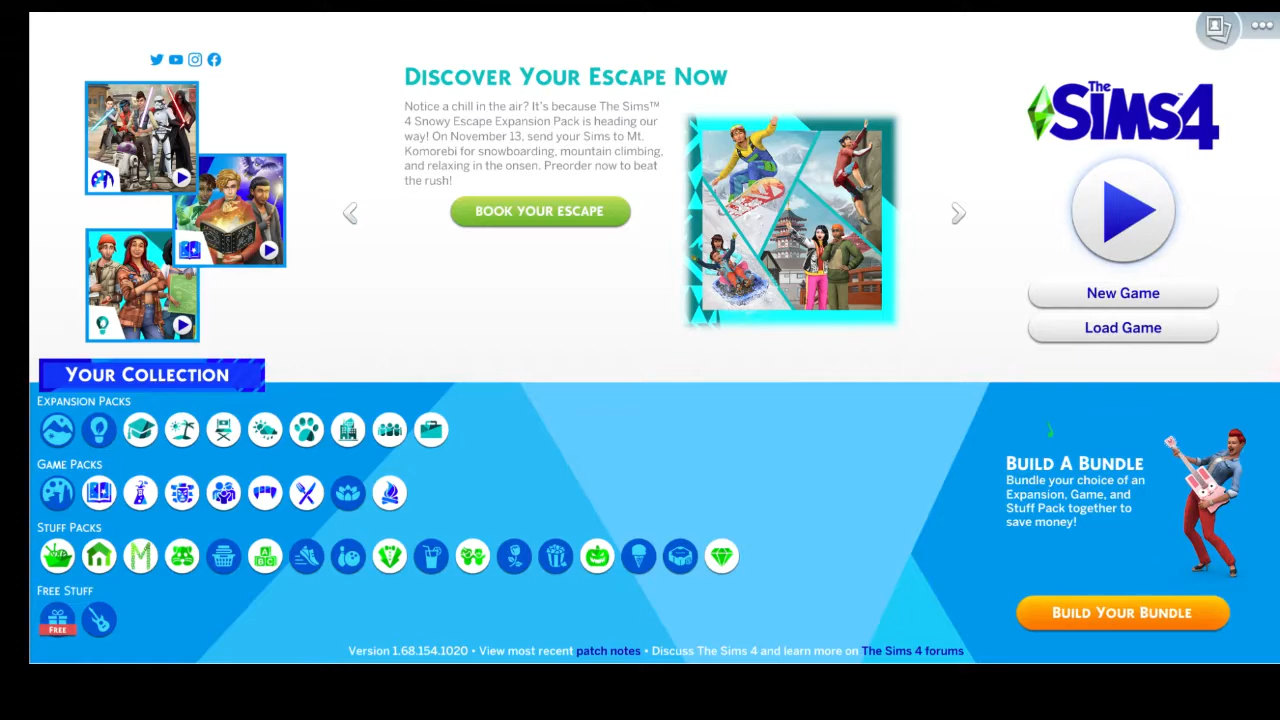 DISCOVER YOUR ESCAPE NOW
Notice a chill in the air? It's because The Sims™
4 Snowy Escape Expansion Pack is heading our
way! On November 13, send your Sims to Mt.
Komorebi for snowboarding, mountain climbing,
and relaxing in the onsen. Preorder now to beat
the rush!
BOOK YOUR ESCAPE
The
SIMS 4
New Game
Load Game
YOUR COLLECTION
EXPANSION PACKS
GAME PACKS
STUFF PACKS
ABC
FREE STUFF
FREE
BUILD A BUNDLE
Bundle your choice of an
Expansion, Game, and
Stuff Pack together to
save money!
BUILD YOUR BUNDLE
Version 1.68.154.1020 • View most recent patch notes • Discuss The Sims 4 and learn more on The Sims 4 forums